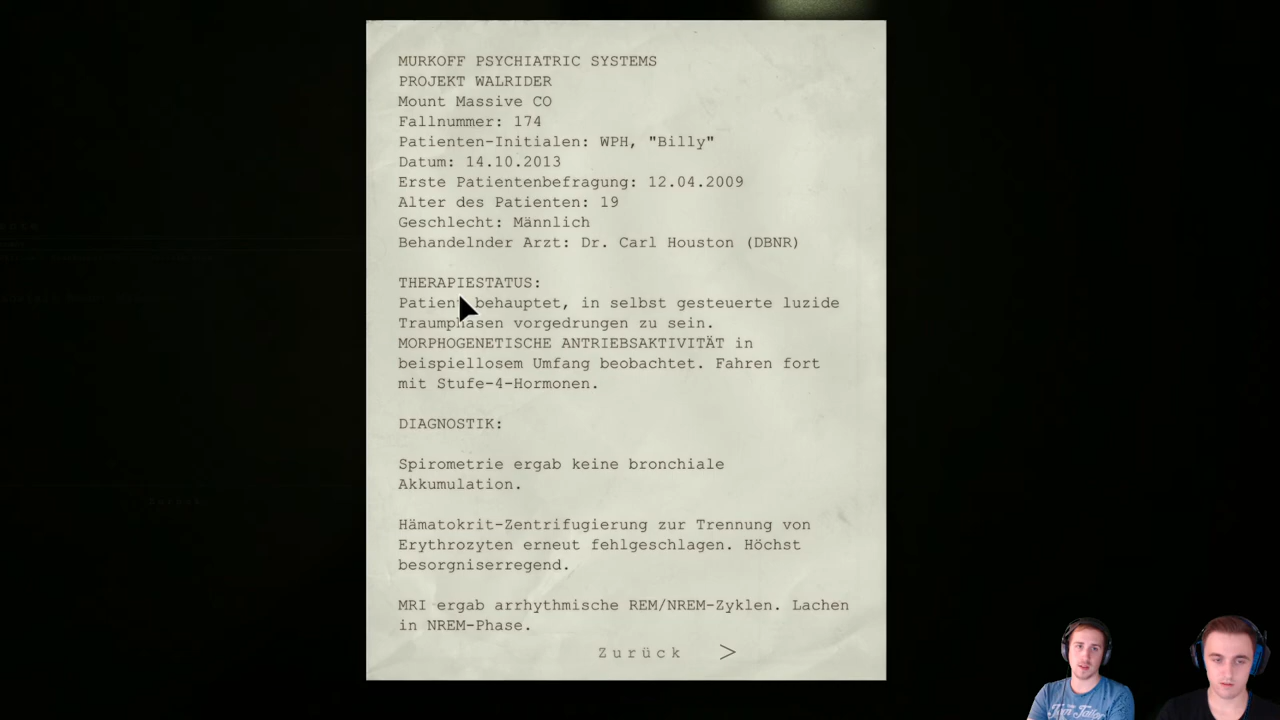 MURKOFF PSYCHIATRIC SYSTEMS
PROJEKT WALRIDER
Mount Massive CO
Fallnummer: 174
Patienten-Initialen: WPH, "Billy"
Datum: 14.10.2013
Erste Patientenbefragung: 12.04.2009
Alter des Patienten: 19
Geschlecht: Männlich
Behandelnder Arzt: Dr. Carl Houston (DBNR)
THERAPIESTATUS:
Patient behauptet, in selbst gesteuerte luzide
Traumphasen vorgedrungen zu sein.
MORPHOGENETISCHE ANTRIEBSAKTIVITÄT in
beispiellosem Umfang beobachtet. Fahren fort
mit Stufe-4-Hormonen.
DIAGNOSTIK:
Spirometrie ergab keine bronchiale
Akkumulation.
Hämatokrit-Zentrifugierung zur Trennung von
Erythrozyten erneut fehlgeschlagen. Höchst
besorgniserregend.
MRI ergab arrhythmische REM/NREM-Zyklen. Lachen
in NREM-Phase.
Zurück >